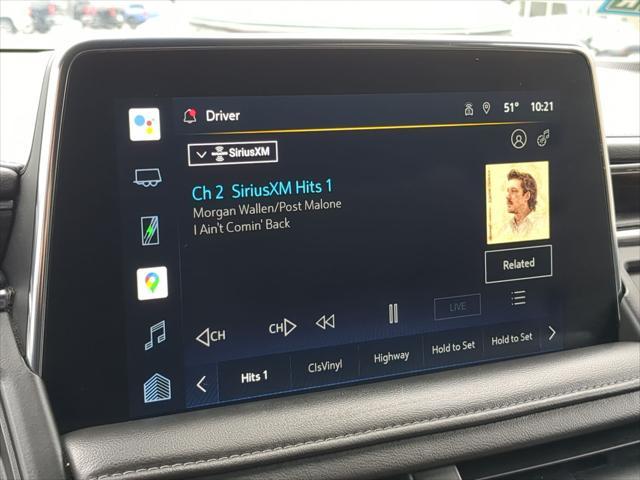 Driver
51° 10:21
SiriusXM
Ch 2 SiriusXM Hits 1
Morgan Wallen/Post Malone
I Ain't Comin' Back
Related
CH CH LIVE
Hits 1 ClsVinyl Highway Hold to Set Hold to Set